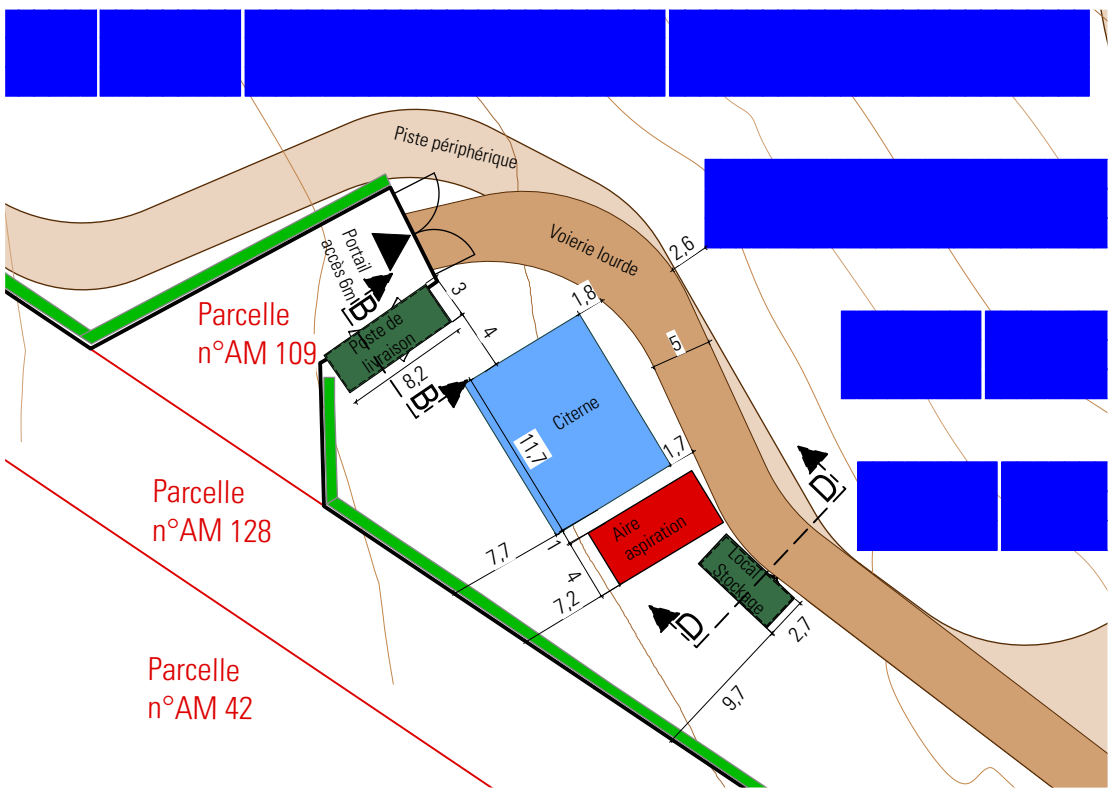 Piste périphérique
Voierie lourde
2,6
Portail
accès 6m
B
3
1,8
Parcelle
n°AM 109
Poste de
livraison
4
5
8,2
B
Citerne
11,7
1,7
D
Parcelle
n°AM 128
Aire
aspiration
1
7,7
Local
Stockage
4
7,2
D
2,7
Parcelle
n°AM 42
9,7